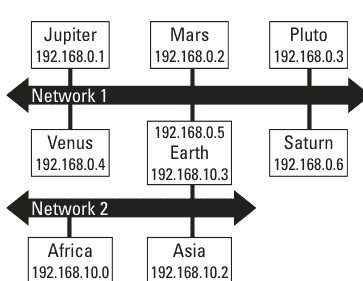 Jupiter
192.168.0.1
Mars
192.168.0.2
Pluto
192.168.0.3
Network 1
Venus
192.168.0.4
192.168.0.5
Earth
192.168.10.3
Saturn
192.168.0.6
Network 2
Africa
192.168.10.0
Asia
192.168.10.2